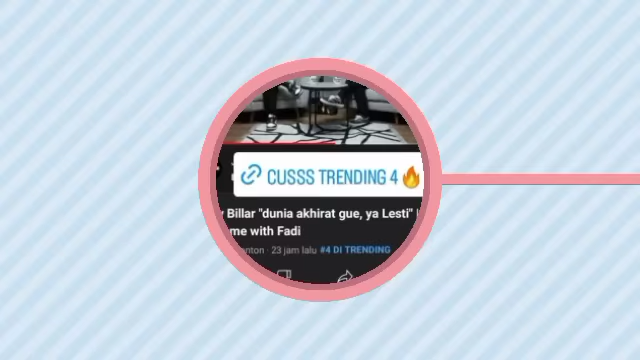 CUSSS TRENDING 4
Billar "dunia akhirat gue, ya Lesti"
me with Fadi
23 jam lalu #4 DI TRENDING